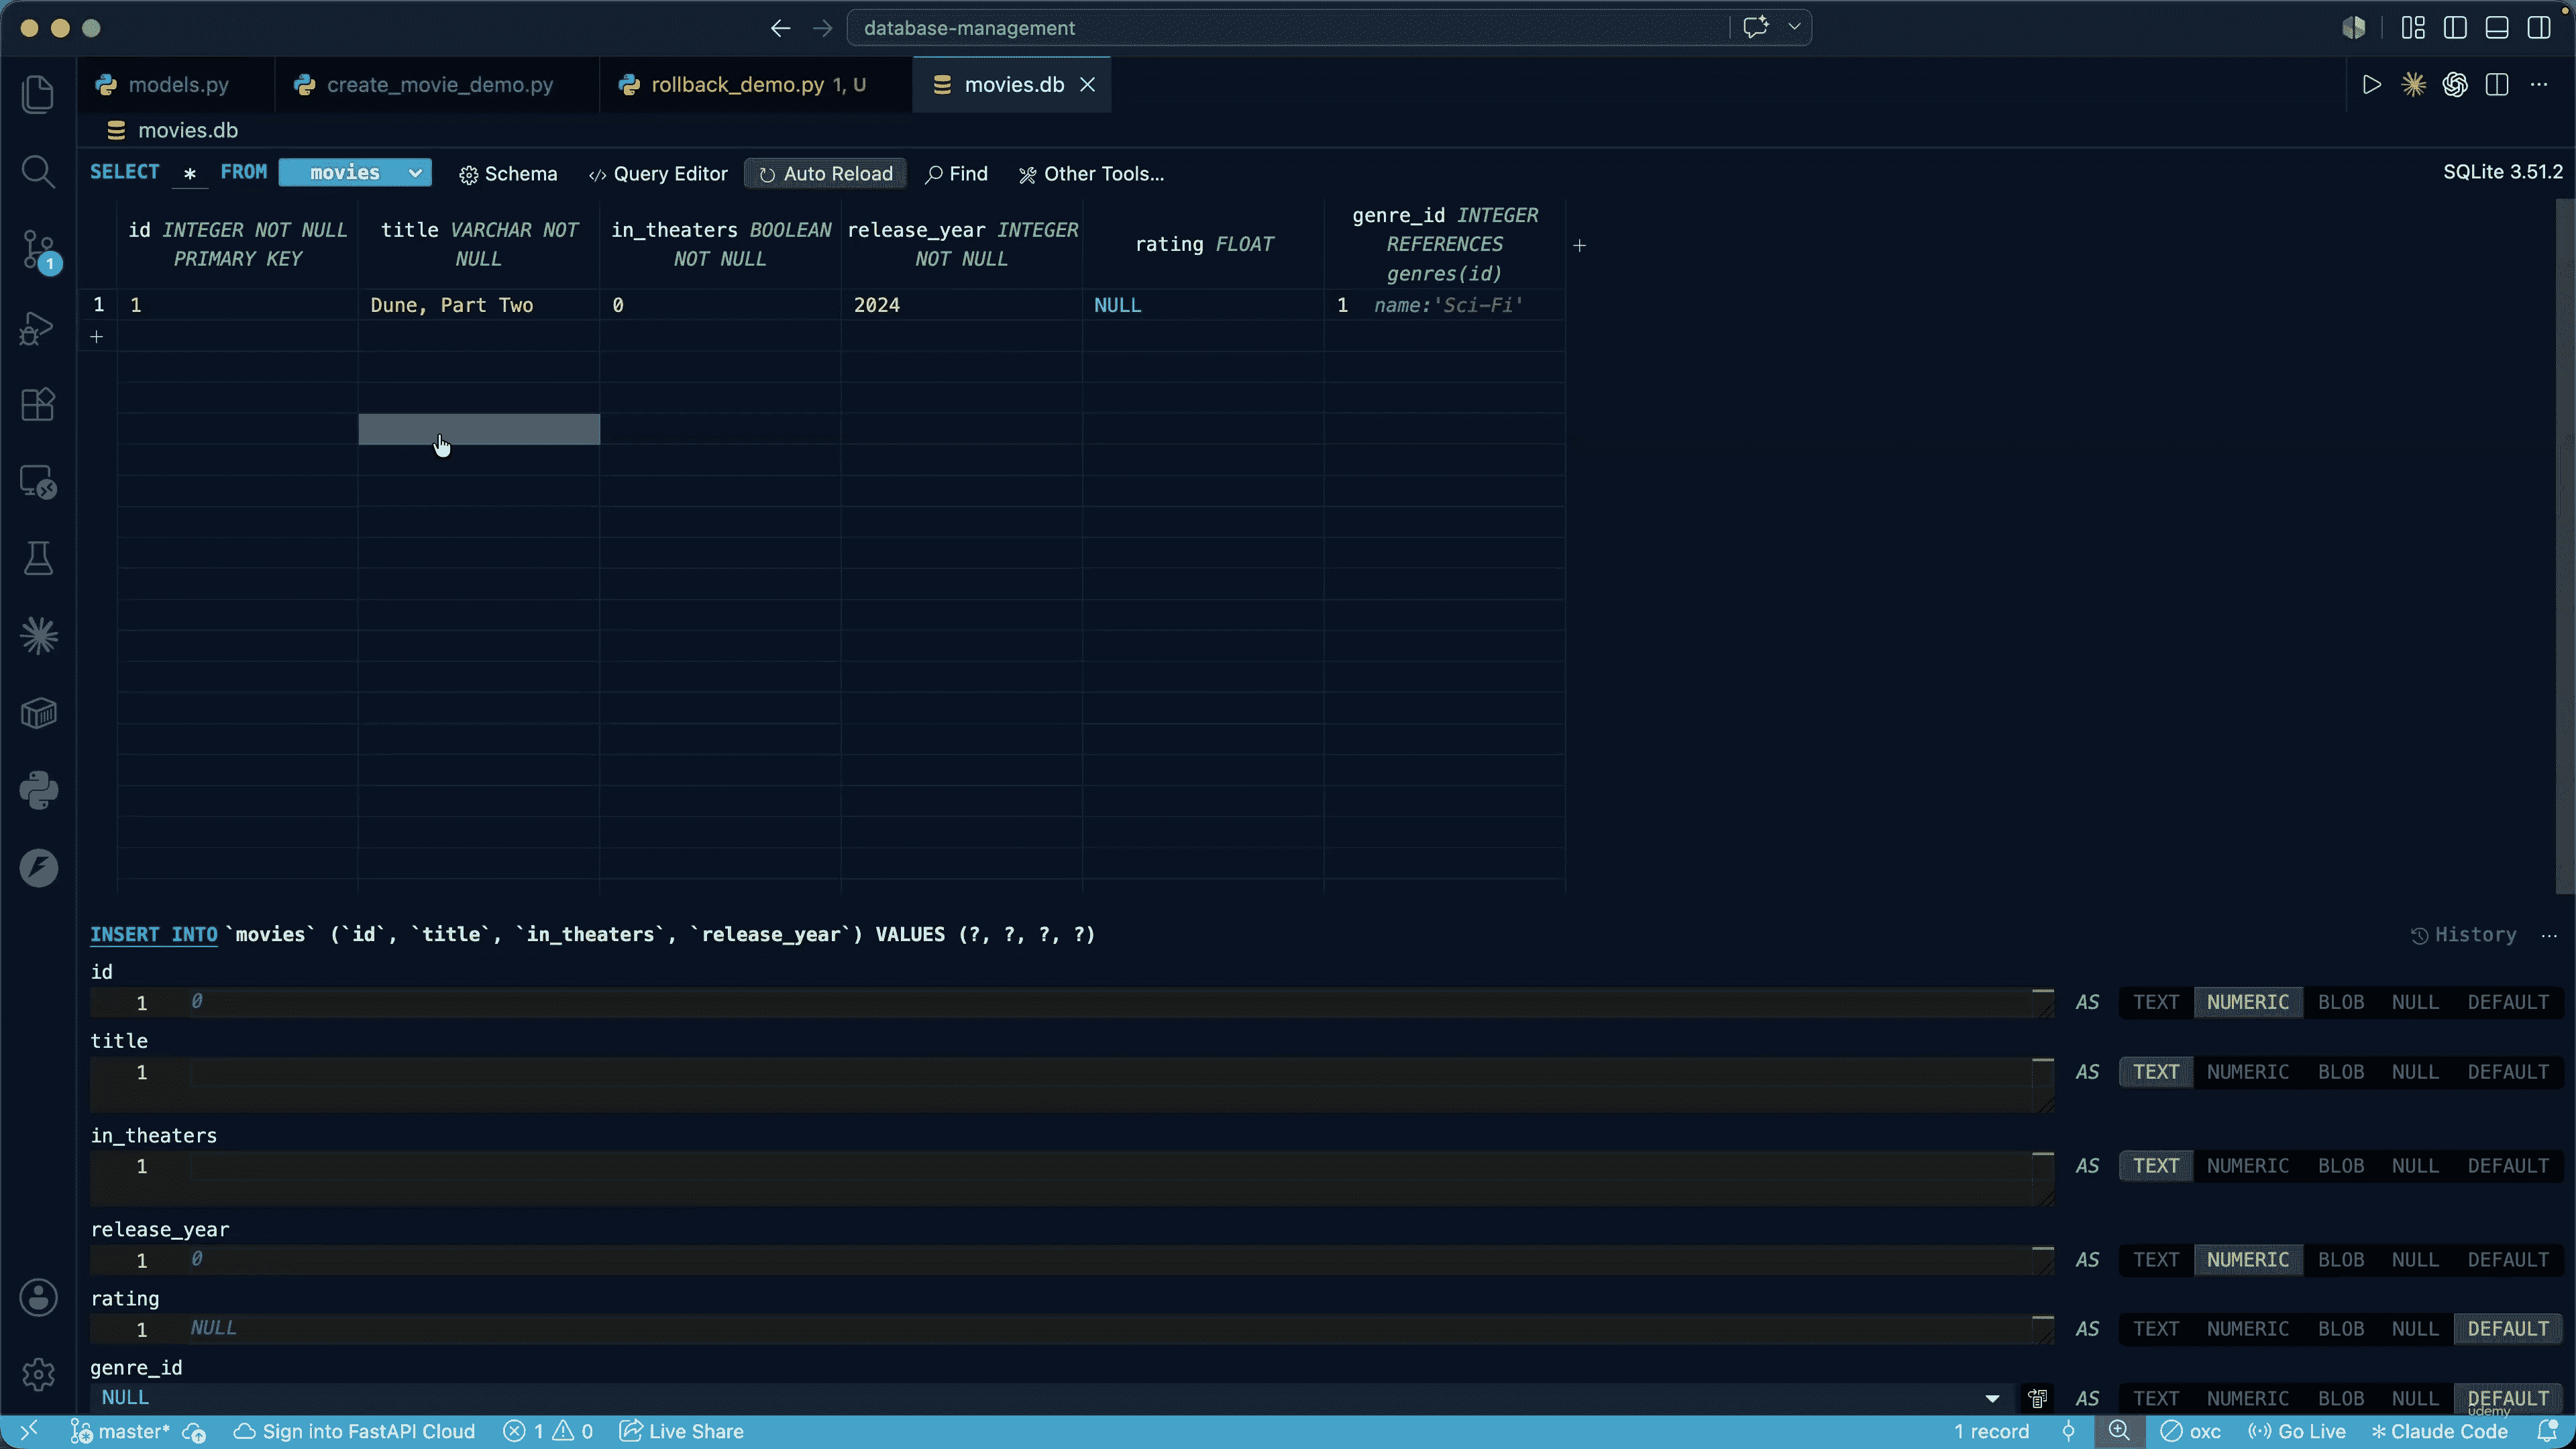 database-management
models.py
create_movie_demo.py
rollback_demo.py 1, U
movies.db
movies.db
SELECT * FROM movies Schema Query Editor Auto Reload Find Other Tools... SQLite 3.51.2
id INTEGER NOT NULL PRIMARY KEY
title VARCHAR NOT NULL
in_theaters BOOLEAN NOT NULL
release_year INTEGER NOT NULL
rating FLOAT
genre_id INTEGER REFERENCES genres(id)
+
1 1 Dune, Part Two 0 2024 NULL 1 name:'Sci-Fi'
+
1
INSERT INTO `movies` (`id`, `title`, `in_theaters`, `release_year`) VALUES (?, ?, ?, ?) History ...
id
1 0 AS TEXT NUMERIC BLOB NULL DEFAULT
title
1 AS TEXT NUMERIC BLOB NULL DEFAULT
in_theaters
1 AS TEXT NUMERIC BLOB NULL DEFAULT
release_year
1 0 AS TEXT NUMERIC BLOB NULL DEFAULT
rating
1 NULL AS TEXT NUMERIC BLOB NULL DEFAULT
genre_id
NULL AS TEXT NUMERIC BLOB NULL DEFAULT
udemy
master* Sign into FastAPI Cloud 1 0 Live Share 1 record oxc Go Live Claude Code